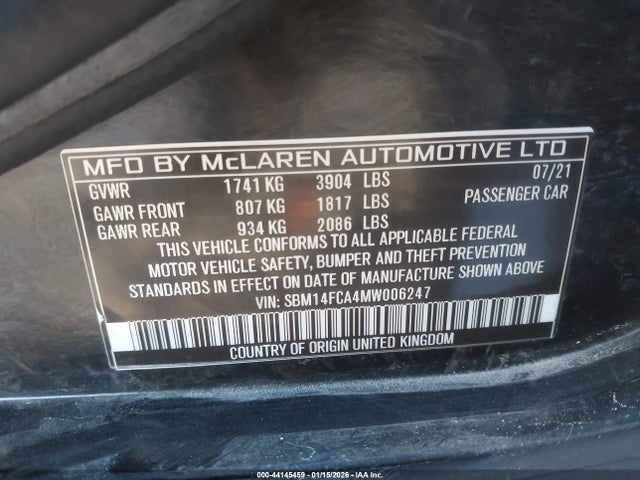 MFD BY McLAREN AUTOMOTIVE LTD
GVWR 1741 KG 3904 LBS 07/21
GAWR FRONT 807 KG 1817 LBS PASSENGER CAR
GAWR REAR 934 KG 2086 LBS
THIS VEHICLE CONFORMS TO ALL APPLICABLE FEDERAL
MOTOR VEHICLE SAFETY, BUMPER AND THEFT PREVENTION
STANDARDS IN EFFECT ON DATE OF MANUFACTURE SHOWN ABOVE
VIN: SBM14FCA4MW006247
COUNTRY OF ORIGIN UNITED KINGDOM
000-44145459 - 01/15/2026 - IAA Inc.